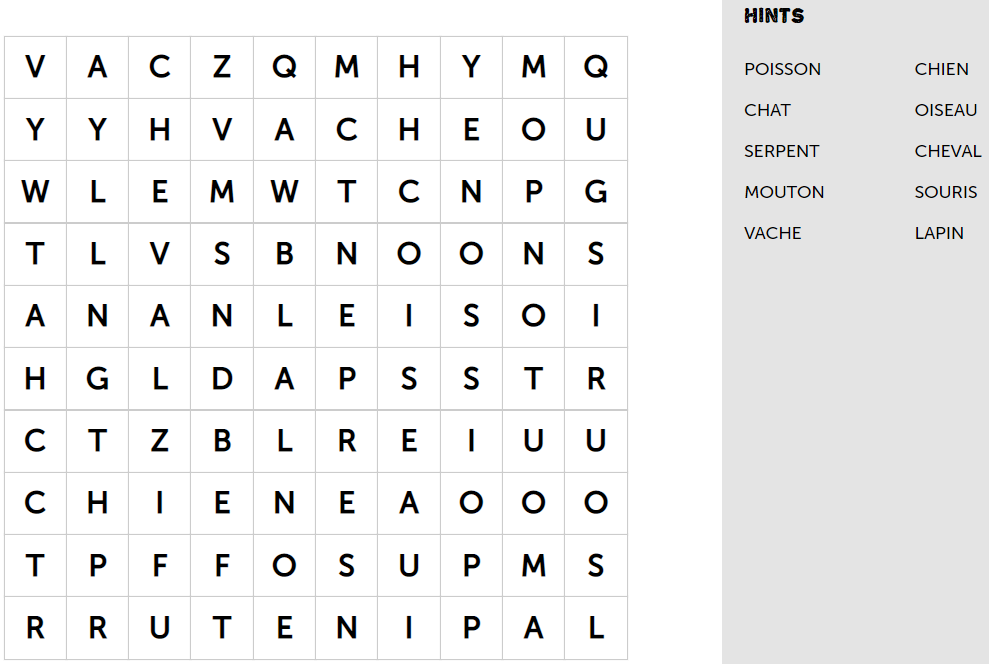 V A C Z Q M H Y M Q
Y Y H V A C H E O U
W L E M W T C N P G
T L V S B N O O N S
A N A N L E I S O I
H G L D A P S S T R
C T Z B L R E I U U
C H I E N E A O O O
T P F F O S U P M S
R R U T E N I P A L
HINTS
POISSON CHIEN
CHAT OISEAU
SERPENT CHEVAL
MOUTON SOURIS
VACHE LAPIN